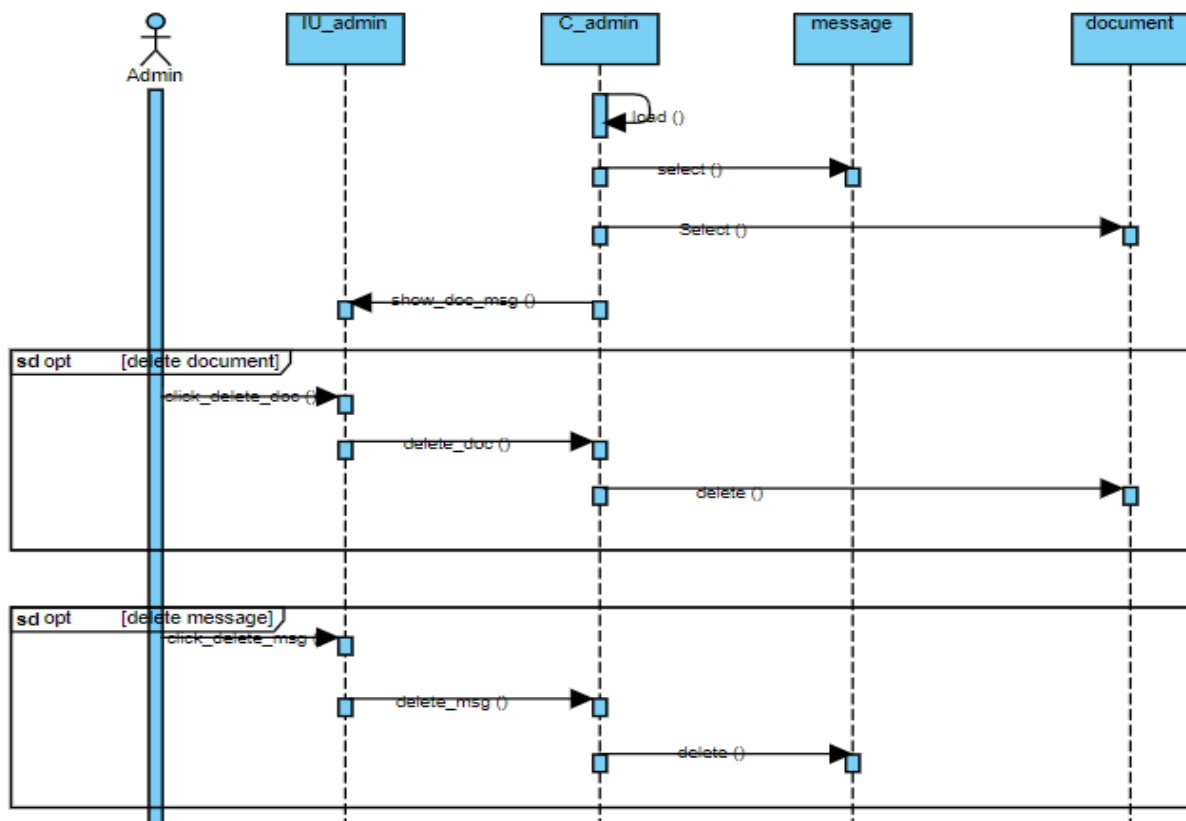 IU_admin
C_admin
message
document
Admin
load ()
select ()
Select ()
show_doc_msg ()
sd opt [delete document]
click_delete_doc ()
delete_doc ()
delete ()
sd opt [delete message]
click_delete_msg (
delete_msg ()
delete ()